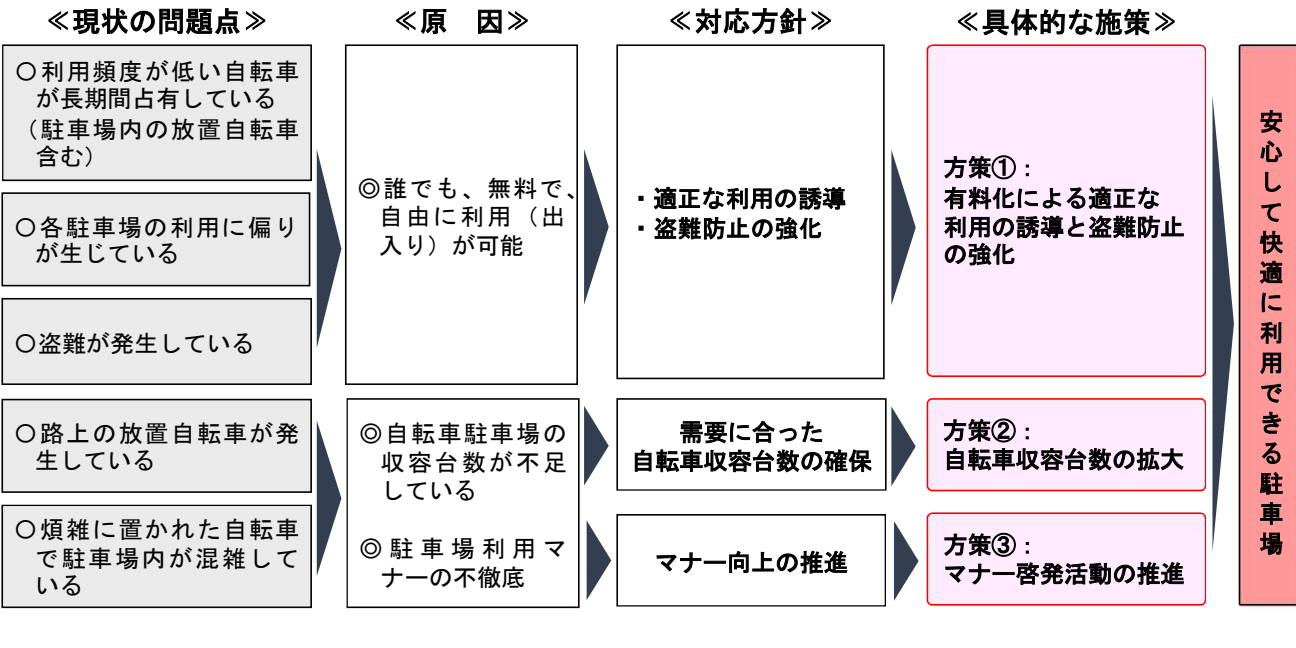 ≪現状の問題点≫
〇利用頻度が低い自転車
が長期間占有している
（駐車場内の放置自転車
含む）
〇各駐車場の利用に偏り
が生じている
〇盗難が発生している
〇路上の放置自転車が発
生している
〇煩雑に置かれた自転車
で駐車場内が混雑して
いる
≪原　因≫
◎誰でも、無料で、
自由に利用（出
入り）が可能
◎自転車駐車場の
収容台数が不足
している
◎駐車場利用マ
ナーの不徹底
≪対応方針≫
・適正な利用の誘導
・盗難防止の強化
需要に合った
自転車収容台数の確保
マナー向上の推進
≪具体的な施策≫
方策①：
有料化による適正な
利用の誘導と盗難防止
の強化
方策②：
自転車収容台数の拡大
方策③：
マナー啓発活動の推進
安心して快適に利用できる駐車場